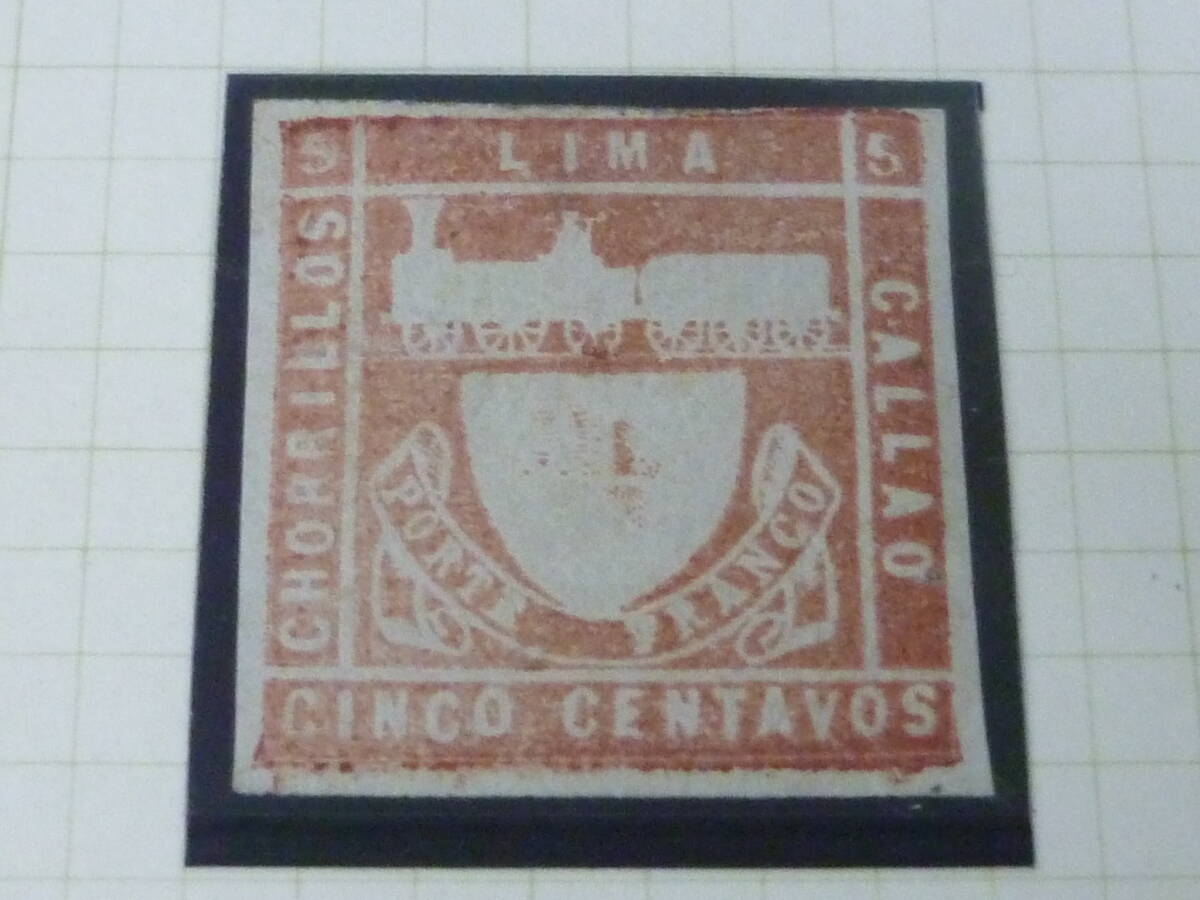 5 LIMA 5
CHORRILLOS
CALLAO
PORTE FRANCO
CINCO CENTAVOS